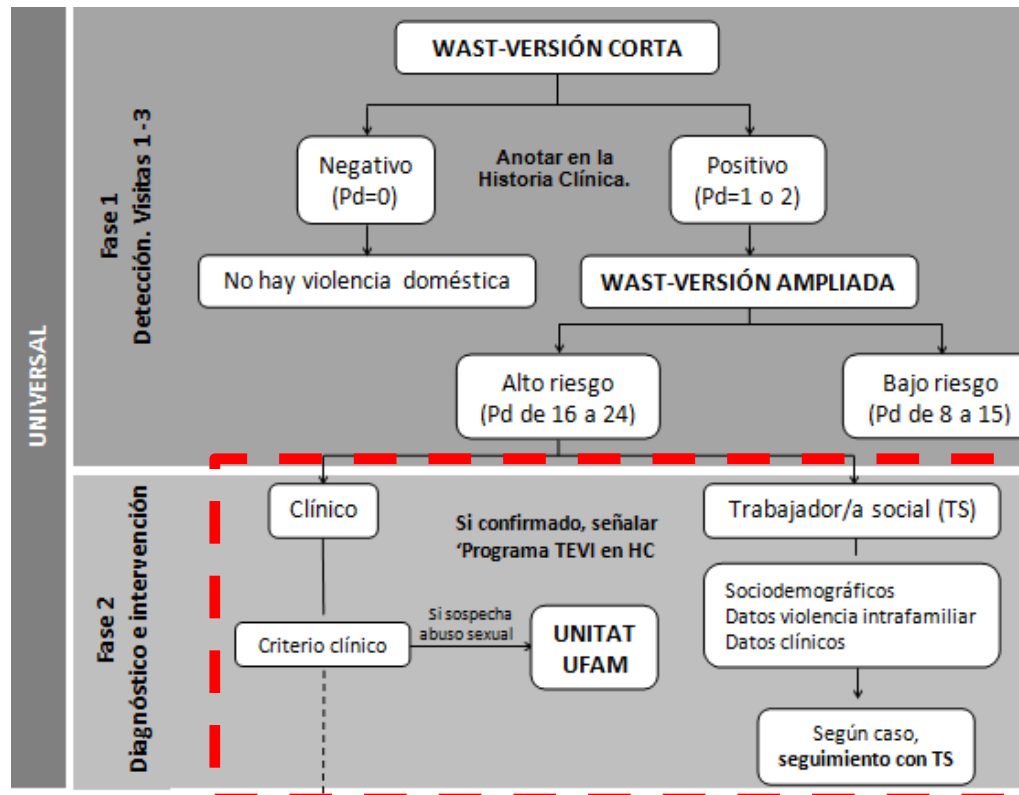 WAST-VERSIÓN CORTA
Negativo
(Pd=0)
Anotar en la
Historia Clínica.
Positivo
(Pd=1 o 2)
No hay violencia doméstica
WAST-VERSIÓN AMPLIADA
Alto riesgo
(Pd de 16 a 24)
Bajo riesgo
(Pd de 8 a 15)
Fase 1
Detección. Visitas 1 -3
UNIVERSAL
Clínico
Si confirmado, señalar
‘Programa TEVI en HC
Trabajador/a social (TS)
Sociodemográficos
Datos violencia intrafamiliar
Datos clínicos
Criterio clínico
Si sospecha
abuso sexual
UNITAT
UFAM
Según caso,
seguimiento con TS
Fase 2
Diagnóstico e intervención